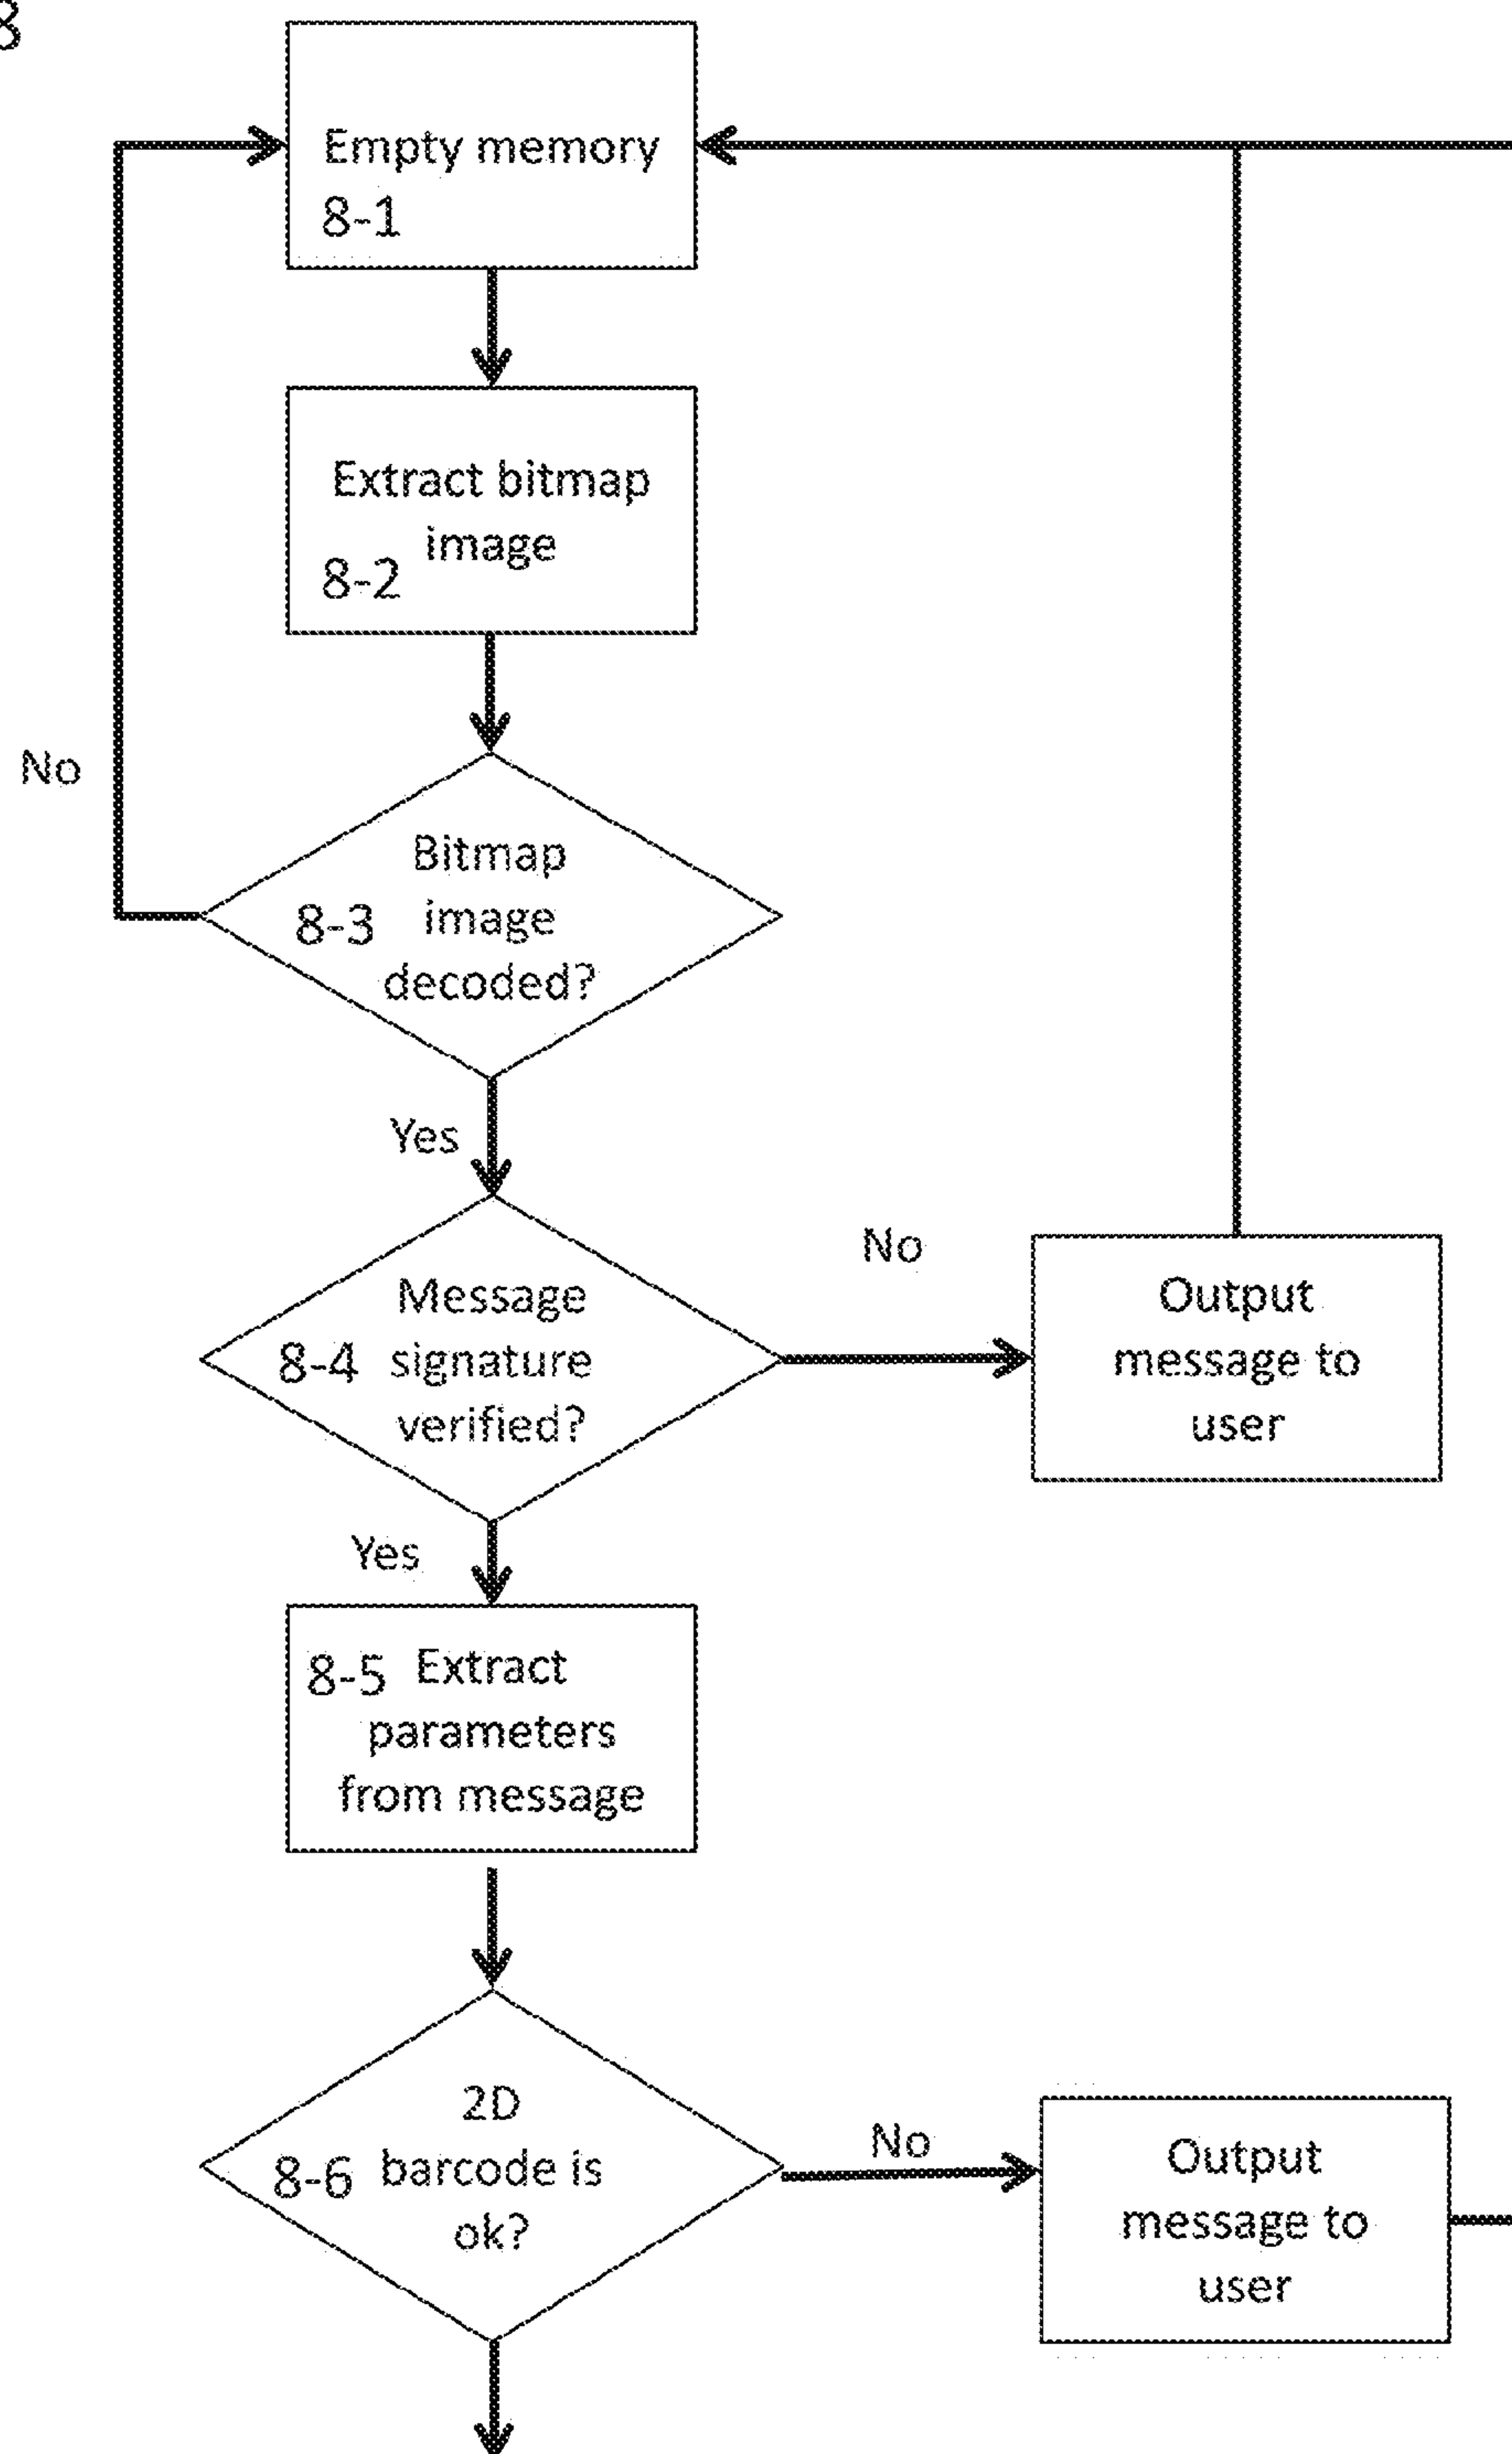 8
Empty memory
8-1
Extract bitmap
image
8-2
No
Bitmap
8-3 image
decoded?
Yes
No
Message
8-4 signature
verified?
Output
message to
user
Yes
8-5 Extract
parameters
from message
2D
8-6 barcode is
ok?
No
Output
message to
user